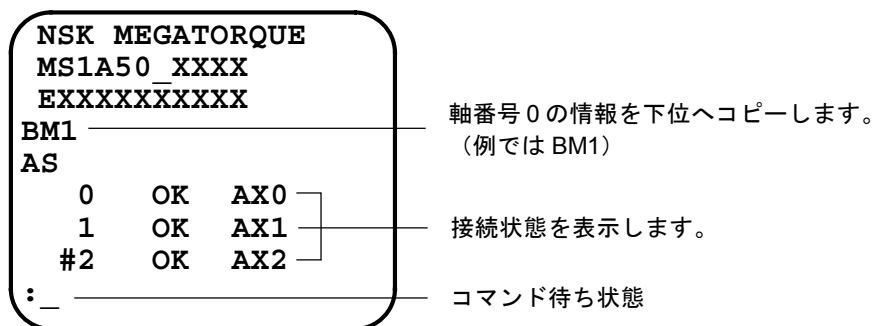 NSK MEGATORQUE
MS1A50_XXXX
EXXXXXXXXXX
BM1
AS
0 OK AX0
1 OK AX1
#2 OK AX2
:_
軸番号0の情報を下位へコピーします。
（例では BM1）
接続状態を表示します。
コマンド待ち状態